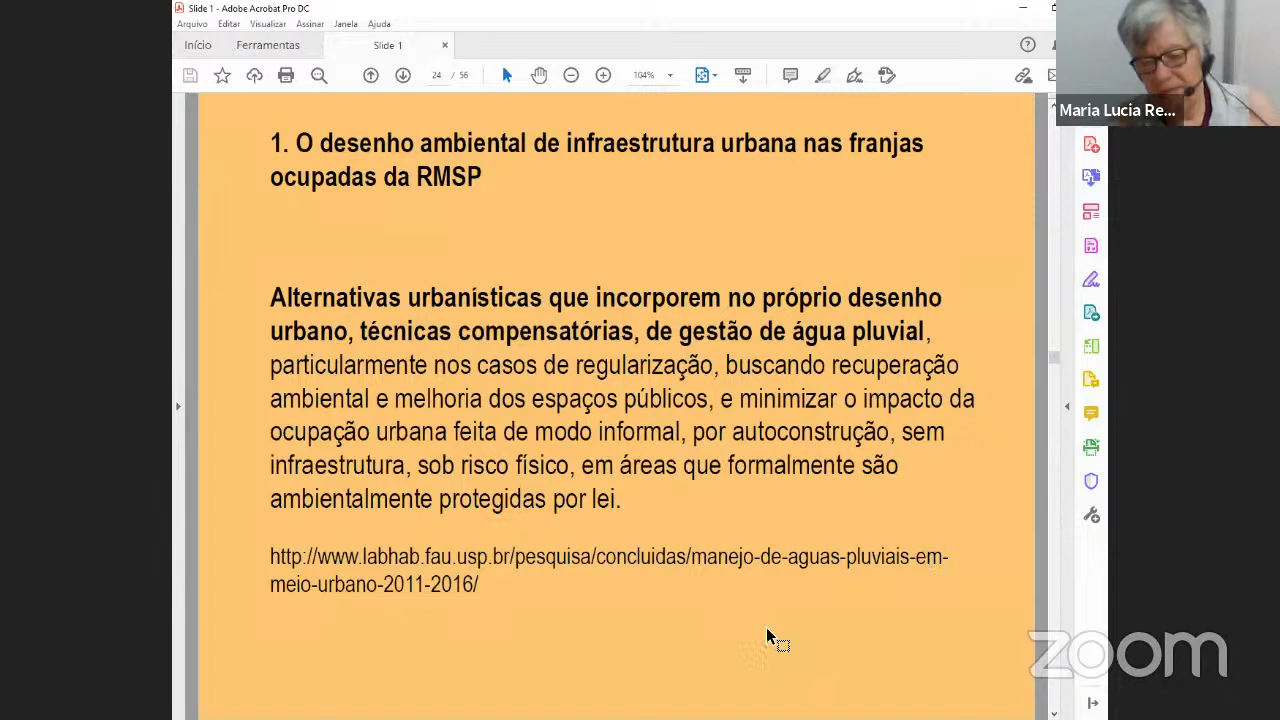 Slide 1 - Adobe Acrobat Pro DC
Arquivo Editar Visualizar Assinar Janela Ajuda
Início Ferramentas Slide 1
24 / 56 104%
Maria Lucia Re...
1. O desenho ambiental de infraestrutura urbana nas franjas
ocupadas da RMSP
Alternativas urbanísticas que incorporem no próprio desenho
urbano, técnicas compensatórias, de gestão de água pluvial,
particularmente nos casos de regularização, buscando recuperação
ambiental e melhoria dos espaços públicos, e minimizar o impacto da
ocupação urbana feita de modo informal, por autoconstrução, sem
infraestrutura, sob risco físico, em áreas que formalmente são
ambientalmente protegidas por lei.
http://www.labhab.fau.usp.br/pesquisa/concluidas/manejo-de-aguas-pluviais-em-
meio-urbano-2011-2016/
zoom